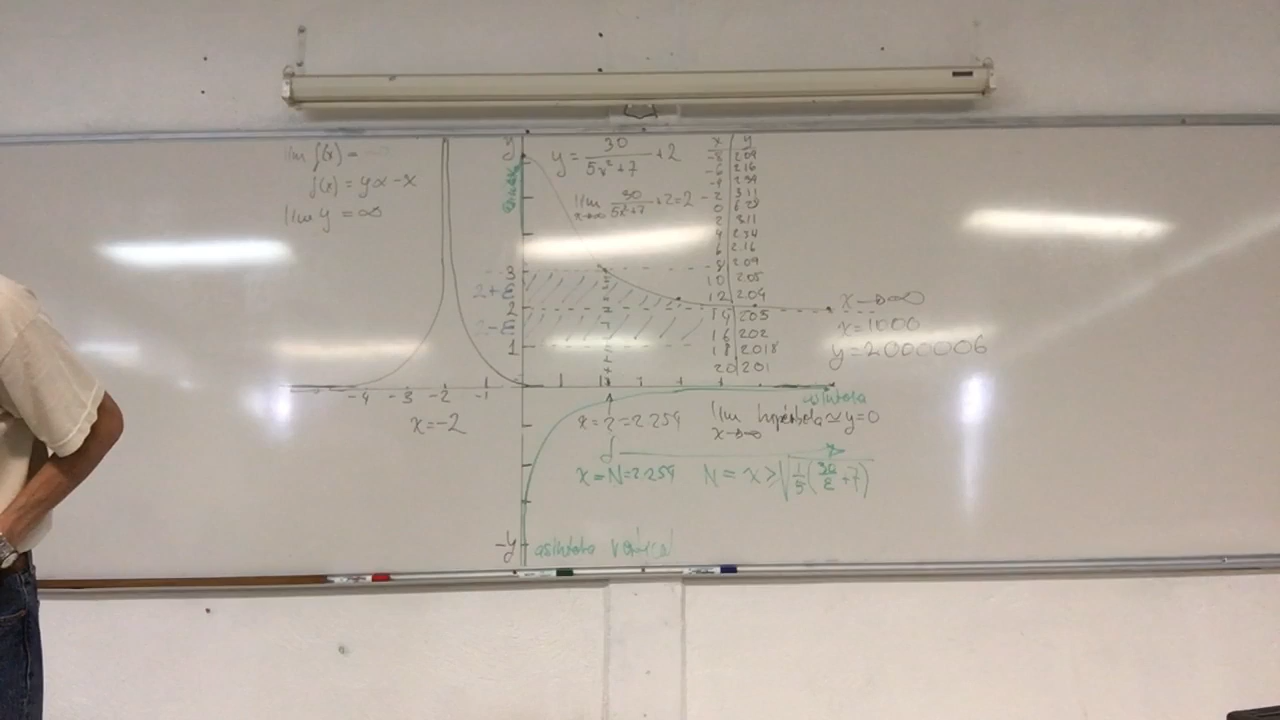 lim f(x) =
f(x) = yx - x
lim y = ∞
y
y = 30/(5x²+7) + 2
lim x→∞ 30/(5x²+7) + 2 = 2
x | y
-8 | 2.09
-6 | 2.16
-4 | 2.34
-2 | 3.11
0 | 6.28
2 | 3.11
4 | 2.34
6 | 2.16
8 | 2.09
10 | 2.05
12 | 2.04
14 | 2.03
16 | 2.02
18 | 2.018
20 | 2.01
3
2+ε
2
2-ε
1
x→∞
x=1000
y=2.000006
-4 -3 -2 -1
x=-2
asíntota
x=?=2.259
lim x→∞ hipérbola ≃ y=0
x=N=2.259
N = x ≥ √(1/5(30/ε+7))
-y
asíntota vertical